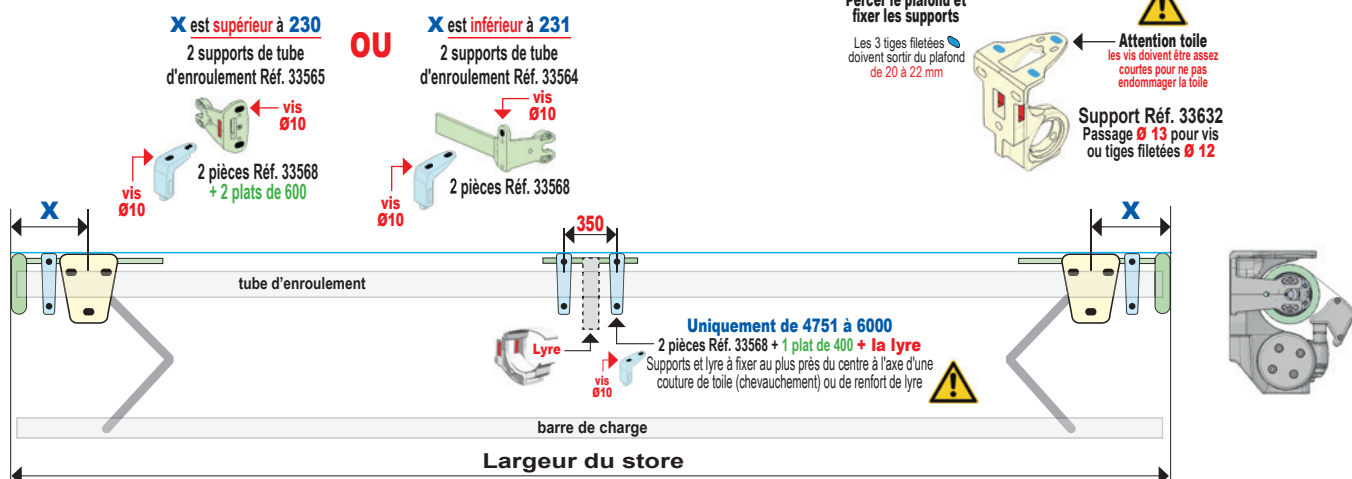 X est supérieur à 230
2 supports de tube
d'enroulement Réf. 33565
vis
Ø10
vis
Ø10
2 pièces Réf. 33568
+ 2 plats de 600
OU
X est inférieur à 231
2 supports de tube
d'enroulement Réf. 33564
vis
Ø10
vis
Ø10
2 pièces Réf. 33568
Percer le plafond et
fixer les supports
Les 3 tiges filetées
doivent sortir du plafond
de 20 à 22 mm
Attention toile
les vis doivent être assez
courtes pour ne pas
endommager la toile
Support Réf. 33632
Passage Ø 13 pour vis
ou tiges filetées Ø 12
X
350
X
tube d'enroulement
Lyre
vis
Ø10
Uniquement de 4751 à 6000
2 pièces Réf. 33568 + 1 plat de 400 + la lyre
Supports et lyre à fixer au plus près du centre à l'axe d'une
couture de toile (chevauchement) ou de renfort de lyre
barre de charge
Largeur du store